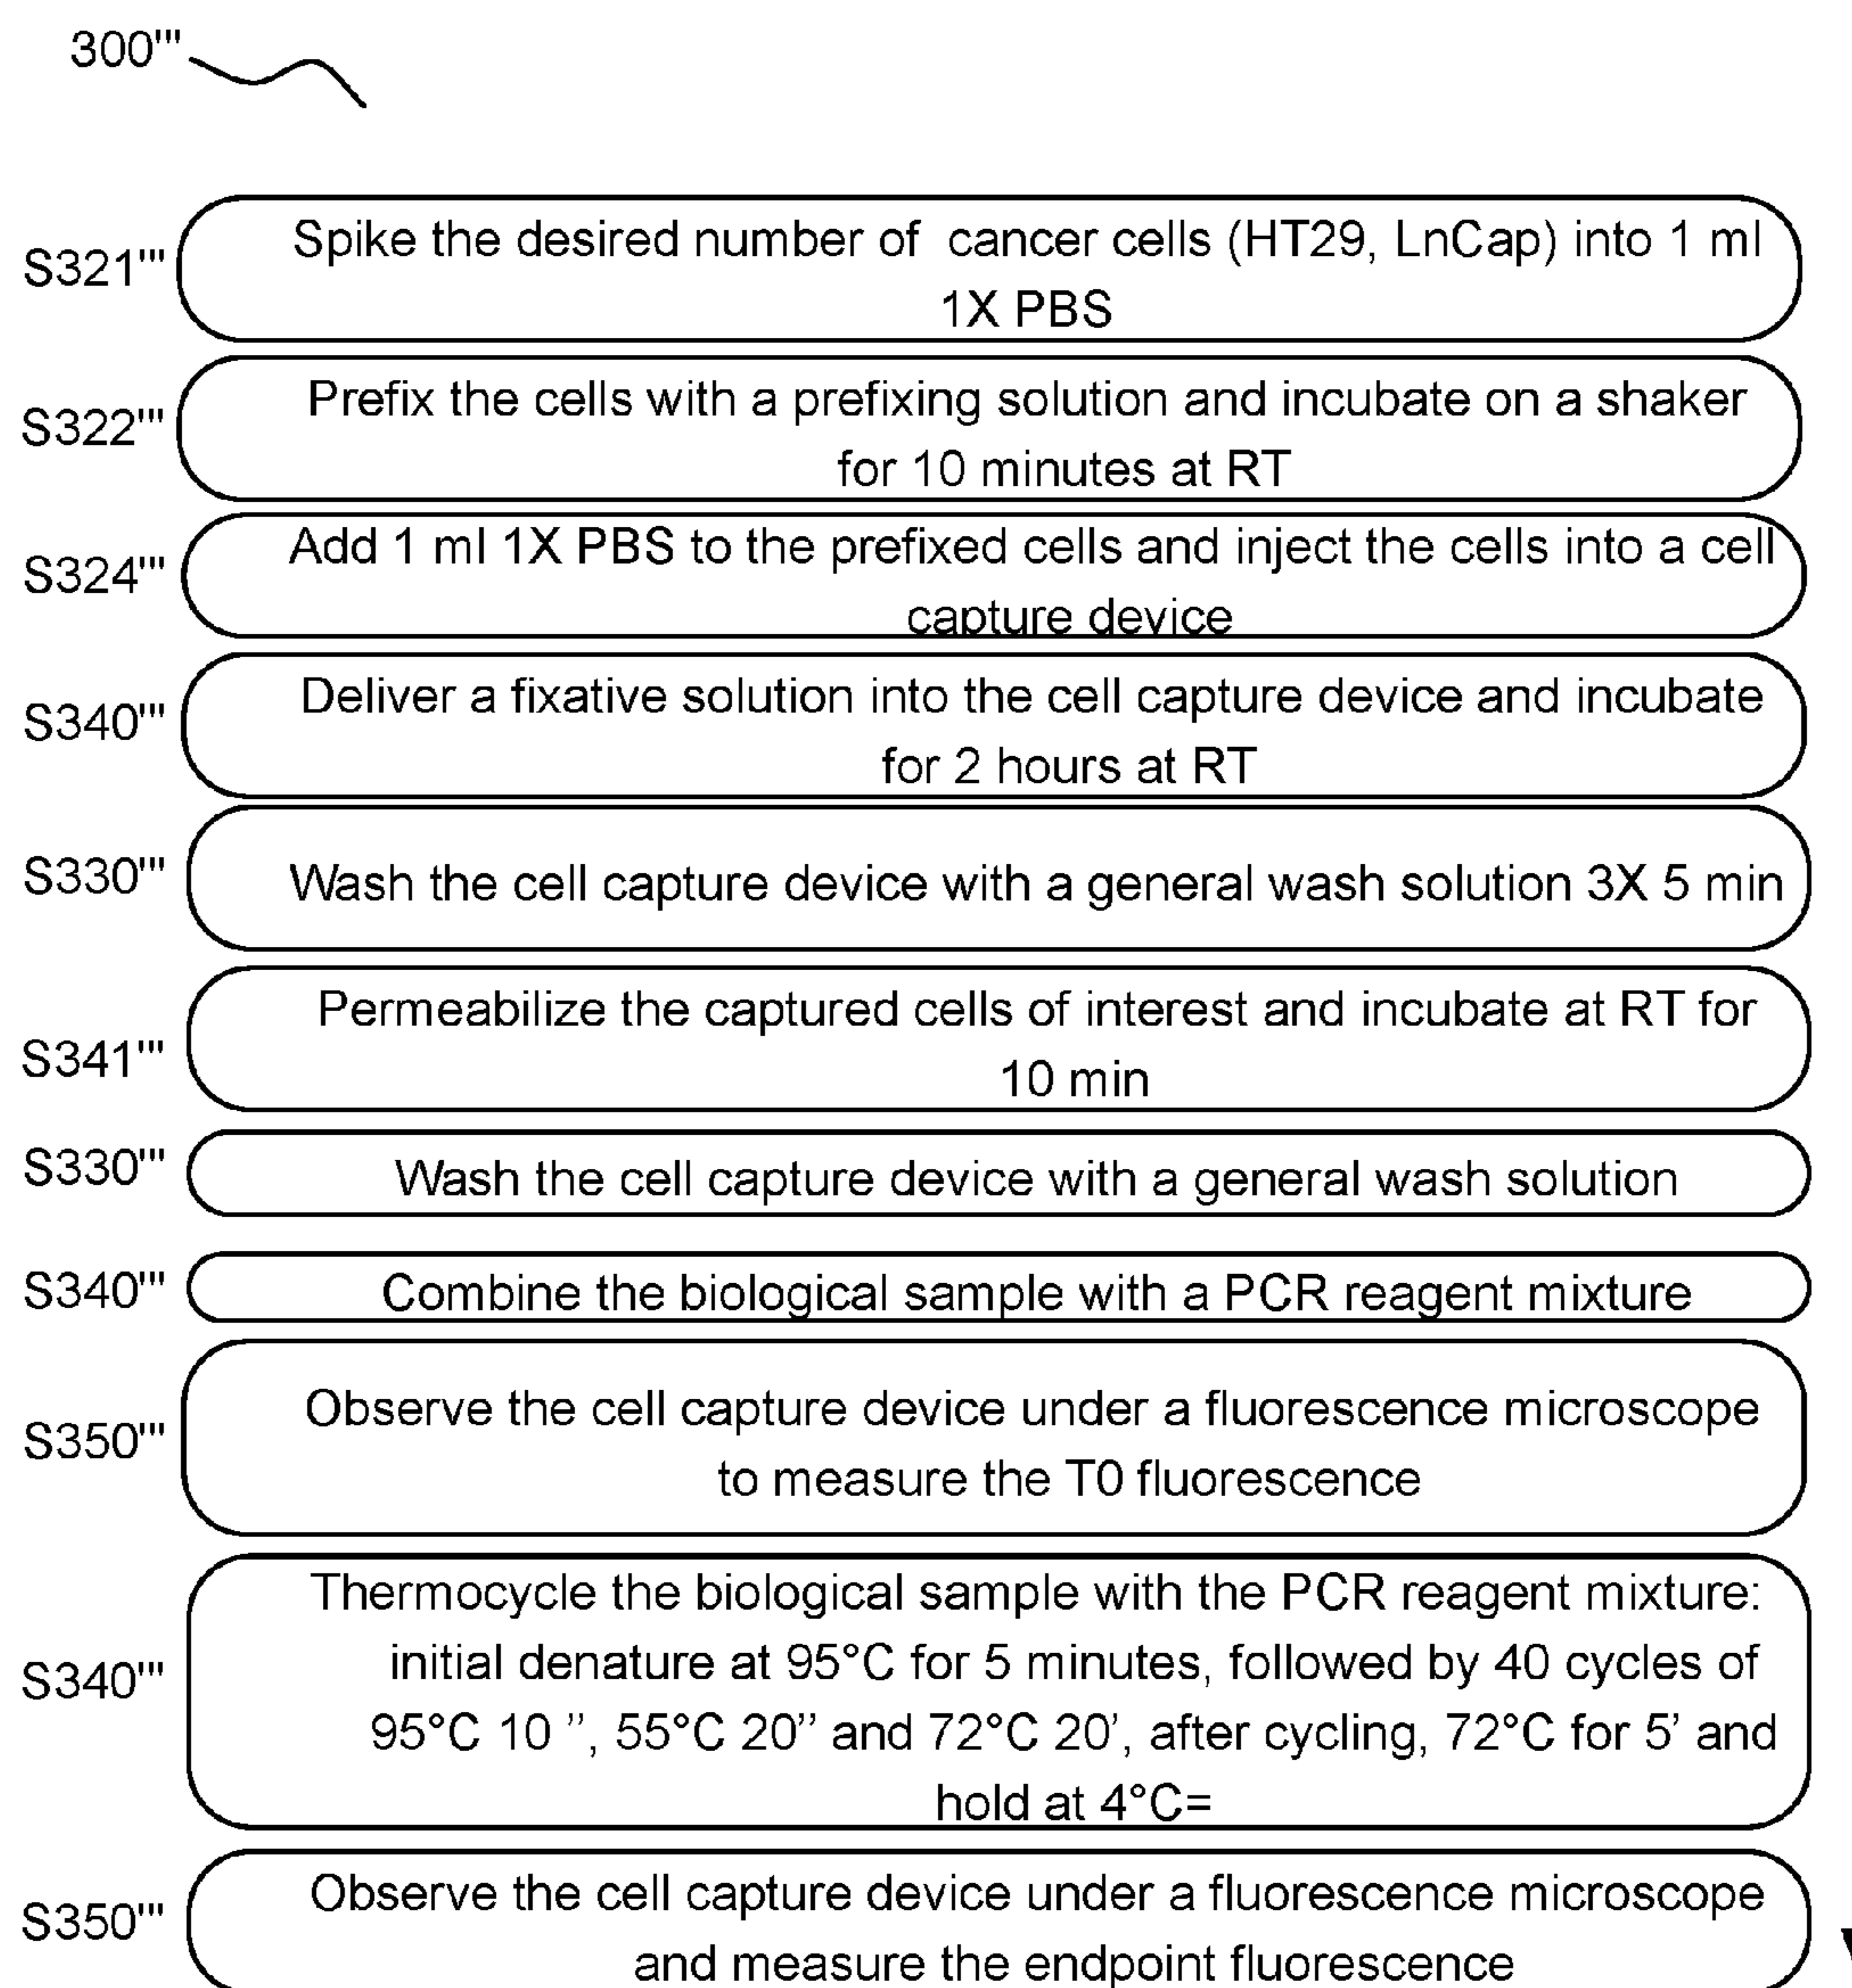 300'''
S321'''
Spike the desired number of cancer cells (HT29, LnCap) into 1 ml
1X PBS
S322'''
Prefix the cells with a prefixing solution and incubate on a shaker
for 10 minutes at RT
S324'''
Add 1 ml 1X PBS to the prefixed cells and inject the cells into a cell
capture device
S340'''
Deliver a fixative solution into the cell capture device and incubate
for 2 hours at RT
S330'''
Wash the cell capture device with a general wash solution 3X 5 min
S341'''
Permeabilize the captured cells of interest and incubate at RT for
10 min
S330'''
Wash the cell capture device with a general wash solution
S340'''
Combine the biological sample with a PCR reagent mixture
S350'''
Observe the cell capture device under a fluorescence microscope
to measure the T0 fluorescence
S340'''
Thermocycle the biological sample with the PCR reagent mixture:
initial denature at 95°C for 5 minutes, followed by 40 cycles of
95°C 10 ”, 55°C 20” and 72°C 20’, after cycling, 72°C for 5’ and
hold at 4°C=
S350'''
Observe the cell capture device under a fluorescence microscope
and measure the endpoint fluorescence